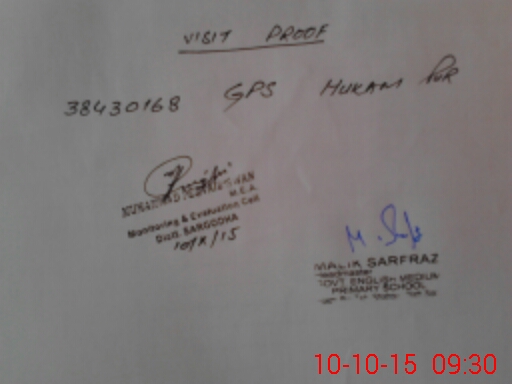 VISIT PROOF
38430168 GPS HUKAM PUR
M.E.A.
Monitoring & Evaluation Cell
Distt. SARGODHA
10/X/15
MALIK SARFRAZ
Headmaster
GOVT ENGLISH MEDIUM
PRIMARY SCHOOL
10-10-15 09:30